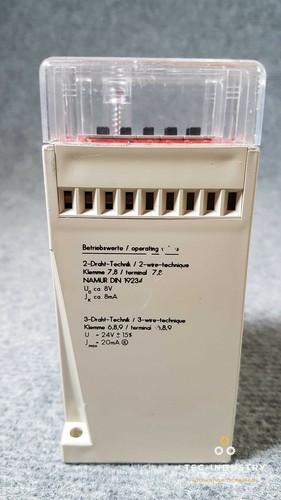 Betriebswerte / operating
2-Draht-Technik / 2-wire-technique
Klemme 7,8 / terminal 7,8
NAMUR DIN 19234
U₀ ca. 8V
Jₖ ca. 8mA
3-Draht-Technik / 3-wire-technique
Klemme 6,8,9 / terminal 6,8,9
U = 24V ± 15%
Jmax = 20mA
TEC-INDUSTRY